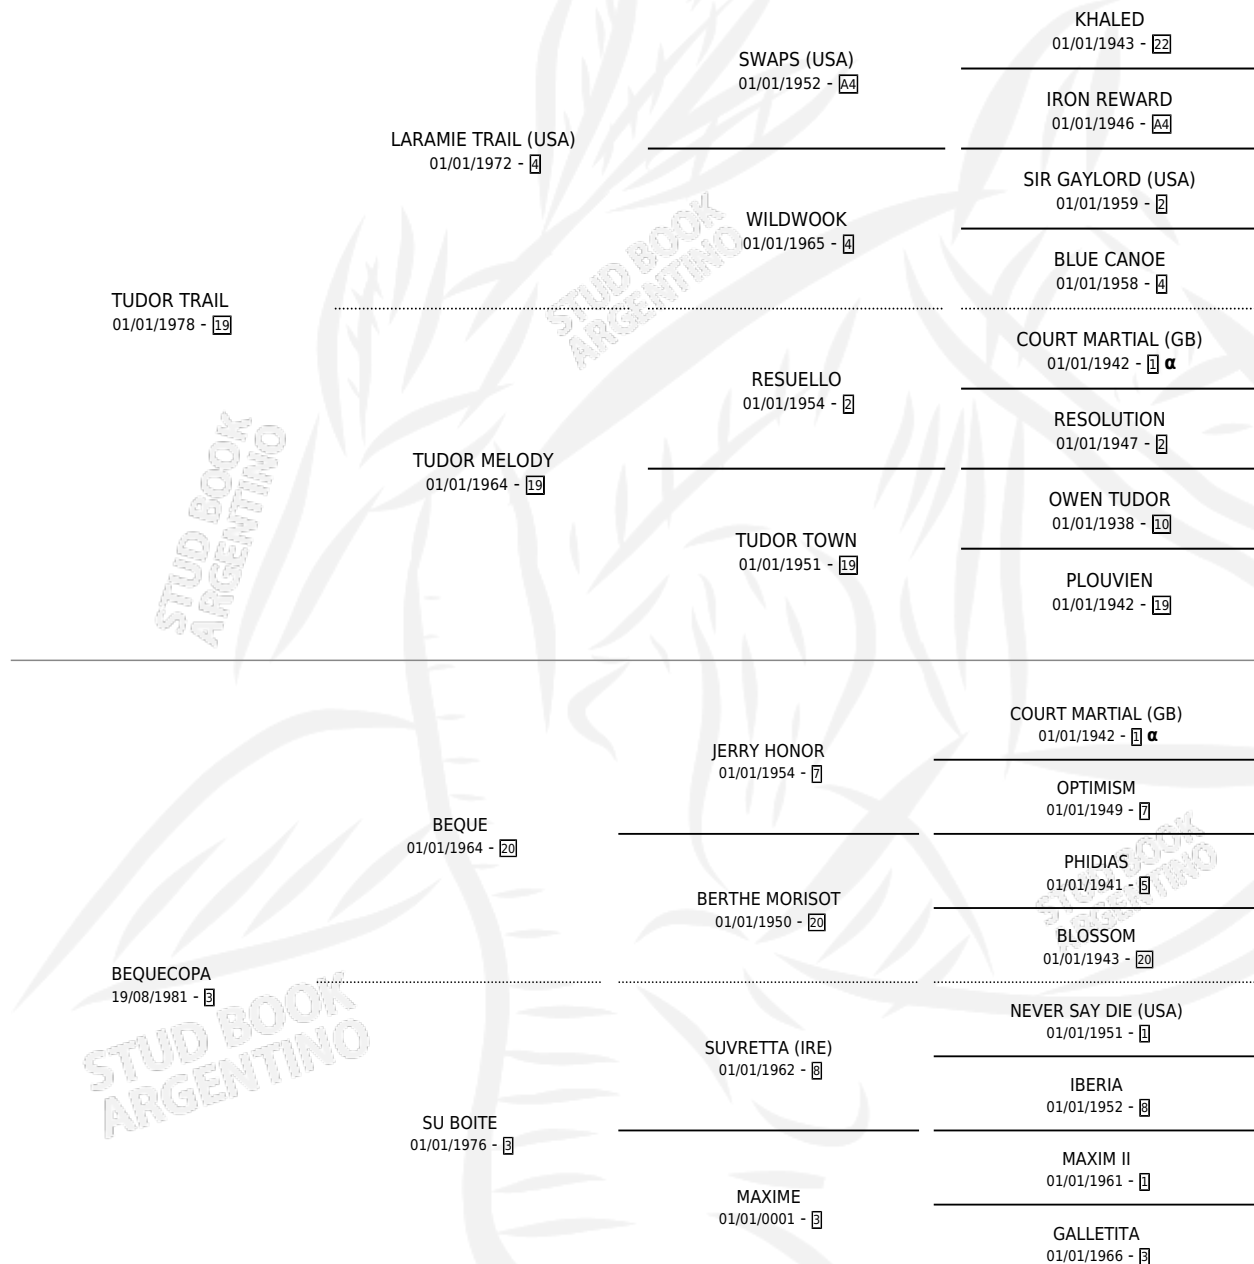 KHALED
01/01/1943 - 22
SWAPS (USA)
01/01/1952 - A4
IRON REWARD
01/01/1946 - A4
LARAMIE TRAIL (USA)
01/01/1972 - 4
SIR GAYLORD (USA)
01/01/1959 - 2
WILDWOOK
01/01/1965 - 4
BLUE CANOE
01/01/1958 - 4
STUD BOOK
ARGENTINO
TUDOR TRAIL
01/01/1978 - 19
COURT MARTIAL (GB)
01/01/1942 - 1 α
RESUELLO
01/01/1954 - 2
RESOLUTION
01/01/1947 - 2
TUDOR MELODY
01/01/1964 - 19
OWEN TUDOR
01/01/1938 - 10
TUDOR TOWN
01/01/1951 - 19
PLOUVIEN
01/01/1942 - 19
STUD BOOK
ARGENTINO
COURT MARTIAL (GB)
01/01/1942 - 1 α
JERRY HONOR
01/01/1954 - 7
OPTIMISM
01/01/1949 - 7
BEQUE
01/01/1964 - 20
PHIDIAS
01/01/1941 - 5
BERTHE MORISOT
01/01/1950 - 20
BLOSSOM
01/01/1943 - 20
STUD BOOK
ARGENTINO
BEQUECOPA
19/08/1981 - 3
NEVER SAY DIE (USA)
01/01/1951 - 1
SUVRETTA (IRE)
01/01/1962 - 8
IBERIA
01/01/1952 - 8
STUD BOOK
ARGENTINO
SU BOITE
01/01/1976 - 3
MAXIM II
01/01/1961 - 1
MAXIME
01/01/0001 - 3
GALLETITA
01/01/1966 - 3